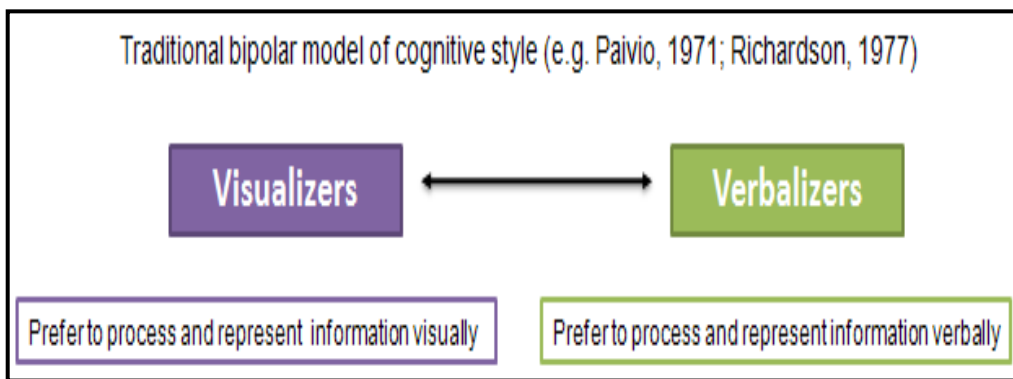 Traditional bipolar model of cognitive style (e.g. Paivio, 1971; Richardson, 1977)
Visualizers
Verbalizers
Prefer to process and represent information visually
Prefer to process and represent information verbally